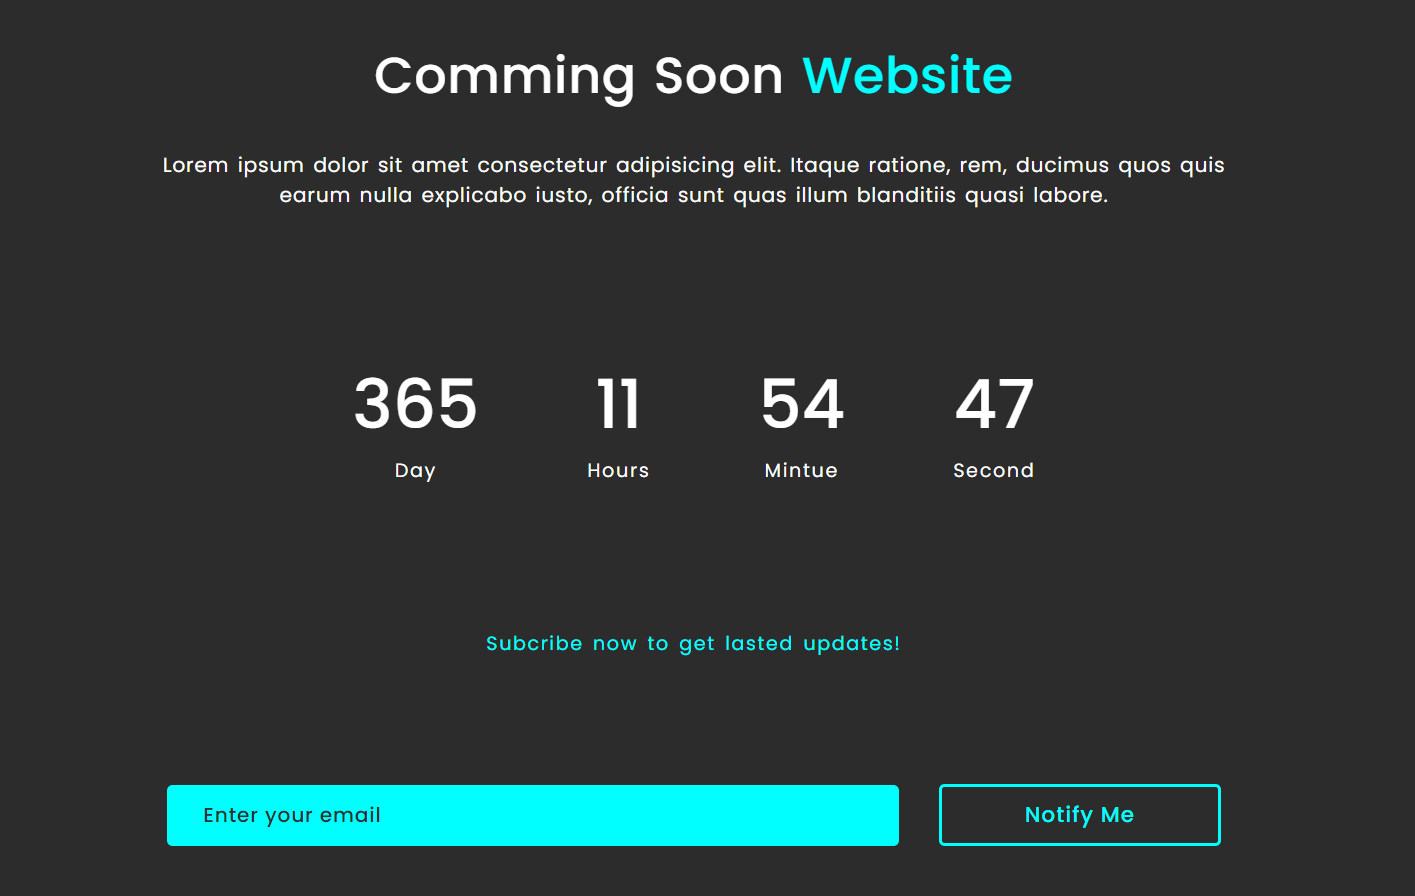 Comming Soon Website
Lorem ipsum dolor sit amet consectetur adipisicing elit. Itaque ratione, rem, ducimus quos quis
earum nulla explicabo iusto, officia sunt quas illum blanditiis quasi labore.
365 11 54 47
Day Hours Mintue Second
Subcribe now to get lasted updates!
Enter your email Notify Me